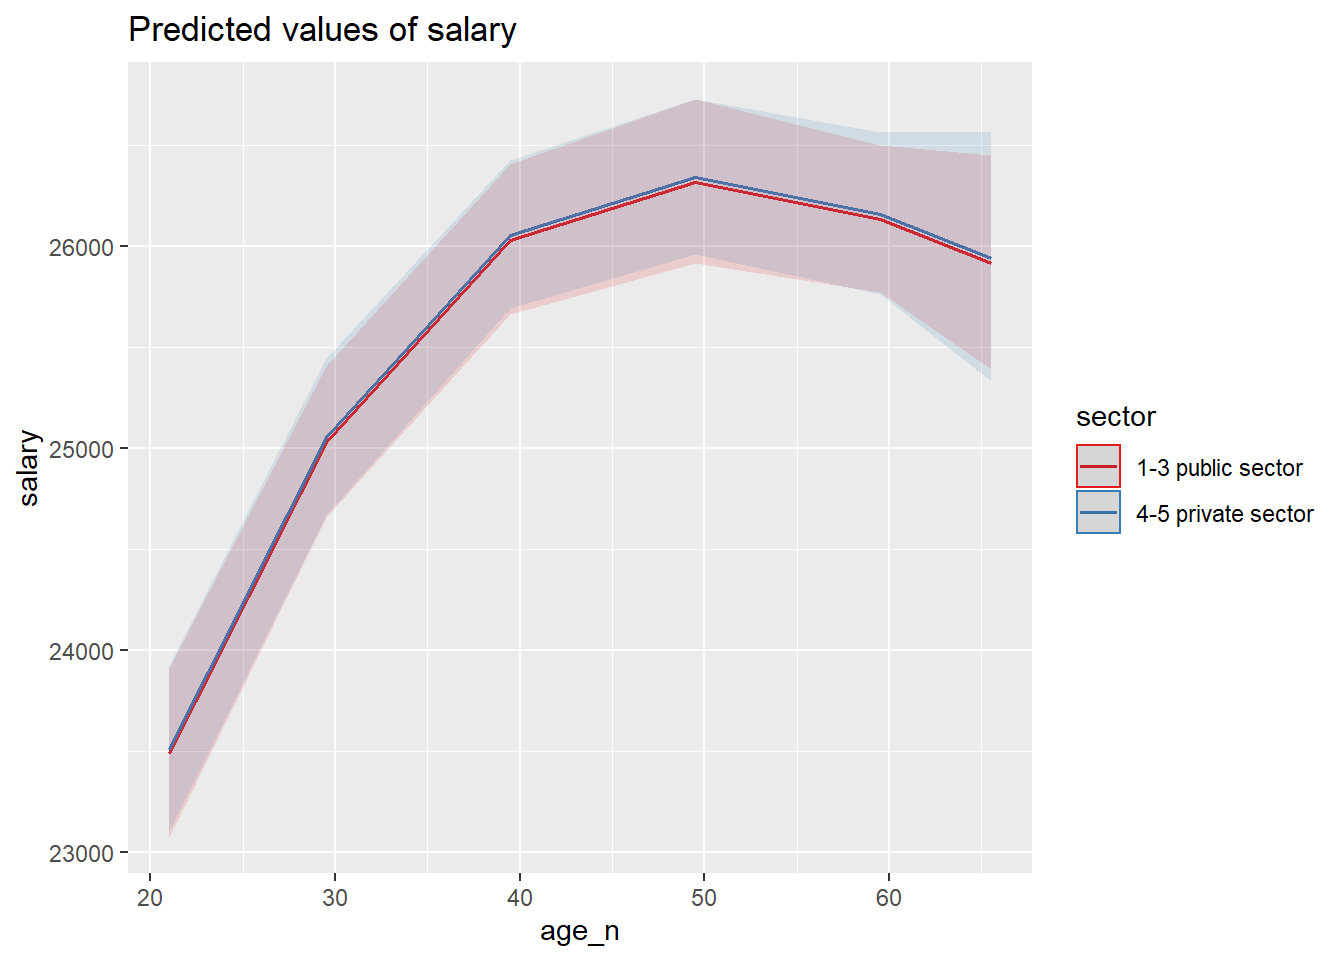 Predicted values of salary
salary
26000
25000
24000
23000
20
30
40
50
60
age_n
sector
1-3 public sector
4-5 private sector